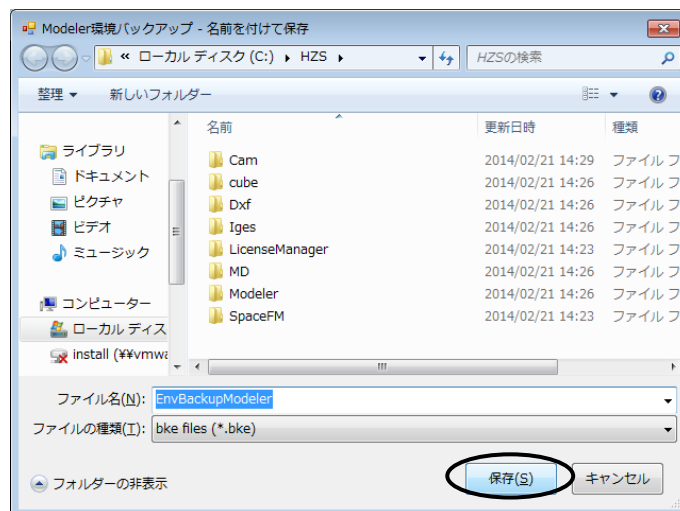 Modeler環境バックアップ - 名前を付けて保存
« ローカル ディスク (C:) ▸ HZS ▸ HZSの検索
整理 ▼ 新しいフォルダー
名前 更新日時 種類
ライブラリ
ドキュメント
ピクチャ
ビデオ
ミュージック
コンピューター
ローカル ディス
install (¥¥vmwa
Cam 2014/02/21 14:29 ファイル フ
cube 2014/02/21 14:26 ファイル フ
Dxf 2014/02/21 14:26 ファイル フ
Iges 2014/02/21 14:26 ファイル フ
LicenseManager 2014/02/21 14:23 ファイル フ
MD 2014/02/21 14:26 ファイル フ
Modeler 2014/02/21 14:26 ファイル フ
SpaceFM 2014/02/21 14:23 ファイル フ
ファイル名(N): EnvBackupModeler
ファイルの種類(T): bke files (*.bke)
フォルダーの非表示 保存(S) キャンセル